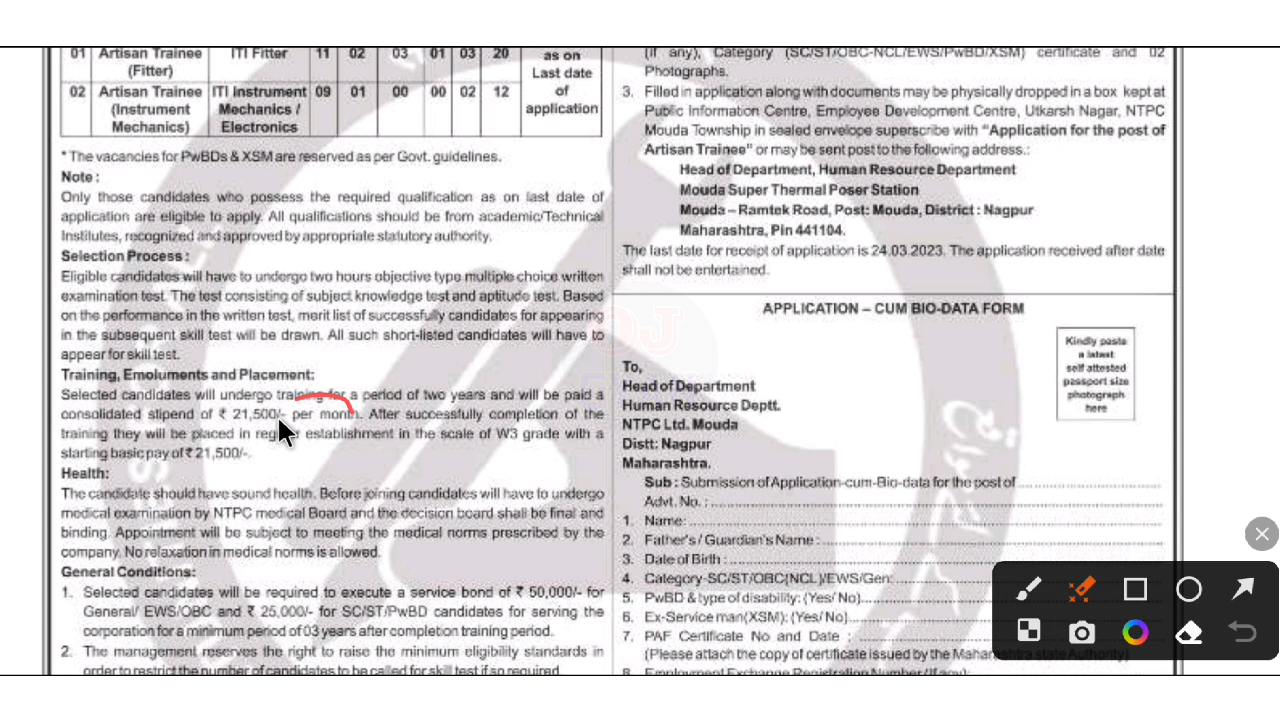 01 Artisan Trainee (Fitter) ITI Fitter 11 02 03 01 03 20 as on
Last date
of
application
02 Artisan Trainee (Instrument Mechanics) ITI Instrument Mechanics / Electronics 09 01 00 00 02 12
* The vacancies for PwBDs & XSM are reserved as per Govt. guidelines.
Note :
Only those candidates who possess the required qualification as on last date of
application are eligible to apply. All qualifications should be from academic/Technical
Institutes, recognized and approved by appropriate statutory authority.
Selection Process :
Eligible candidates will have to undergo two hours objective type multiple choice written
examination test. The test consisting of subject knowledge test and aptitude test. Based
on the performance in the written test, merit list of successfully candidates for appearing
in the subsequent skill test will be drawn. All such short-listed candidates will have to
appear for skill test.
Training, Emoluments and Placement:
Selected candidates will undergo training for a period of two years and will be paid a
consolidated stipend of ₹ 21,500/- per month. After successfully completion of the
training they will be placed in establishment in the scale of W3 grade with a
starting basic pay of ₹ 21,500/-.
Health:
The candidate should have sound health. Before joining candidates will have to undergo
medical examination by NTPC medical Board and the decision board shall be final and
binding. Appointment will be subject to meeting the medical norms prescribed by the
company. No relaxation in medical norms is allowed.
General Conditions:
1. Selected candidates will be required to execute a service bond of ₹ 50,000/- for
General/ EWS/OBC and ₹ 25,000/- for SC/ST/PwBD candidates for serving the
corporation for a minimum period of 03 years after completion training period.
2. The management reserves the right to raise the minimum eligibility standards in
order to restrict the number of candidates to be called for skill test if so required.
(if any), Category (SC/ST/OBC-NCL/EWS/PwBD/XSM) certificate and 02
Photographs.
3. Filled in application along with documents may be physically dropped in a box kept at
Public Information Centre, Employee Development Centre, Utkarsh Nagar, NTPC
Mouda Township in sealed envelope superscribe with "Application for the post of
Artisan Trainee" or may be sent post to the following address.:
Head of Department, Human Resource Department
Mouda Super Thermal Poser Station
Mouda – Ramtek Road, Post: Mouda, District : Nagpur
Maharashtra, Pin 441104.
The last date for receipt of application is 24.03.2023. The application received after date
shall not be entertained.
OJ
APPLICATION – CUM BIO-DATA FORM
Kindly paste
a latest
self attested
passport size
photograph
here
To,
Head of Department
Human Resource Deptt.
NTPC Ltd. Mouda
Distt: Nagpur
Maharashtra.
Sub : Submission of Application-cum-Bio-data for the post of
Advt. No. :
1. Name:
2. Father's / Guardian's Name :
3. Date of Birth :
4. Category-SC/ST/OBC(NCL)/EWS/Gen:
5. PwBD & type of disability: (Yes/ No)
6. Ex-Service man(XSM): (Yes/ No)
7. PAF Certificate No and Date :
(Please attach the copy of certificate issued by the Maharashtra state Authority)
8. Employment Exchange Registration Number (If any):